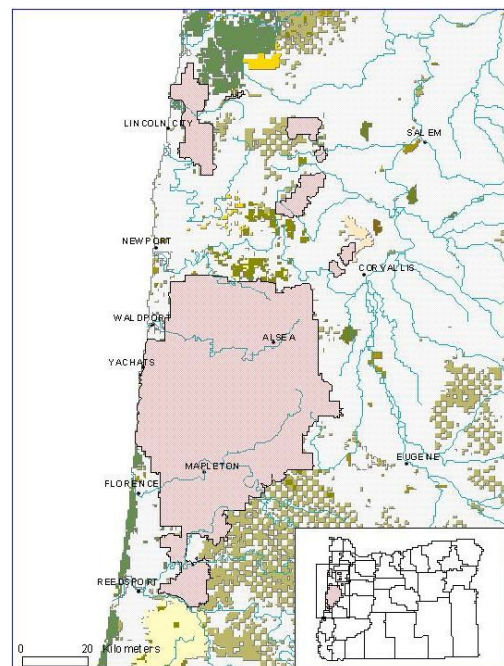 LINCOLN CITY
SALEM
NEWPORT
CORVALLIS
WALDPORT
ALSEA
YACHATS
MAPLETON
EUGENE
FLORENCE
REEDSPORT
0 20 Kilometers